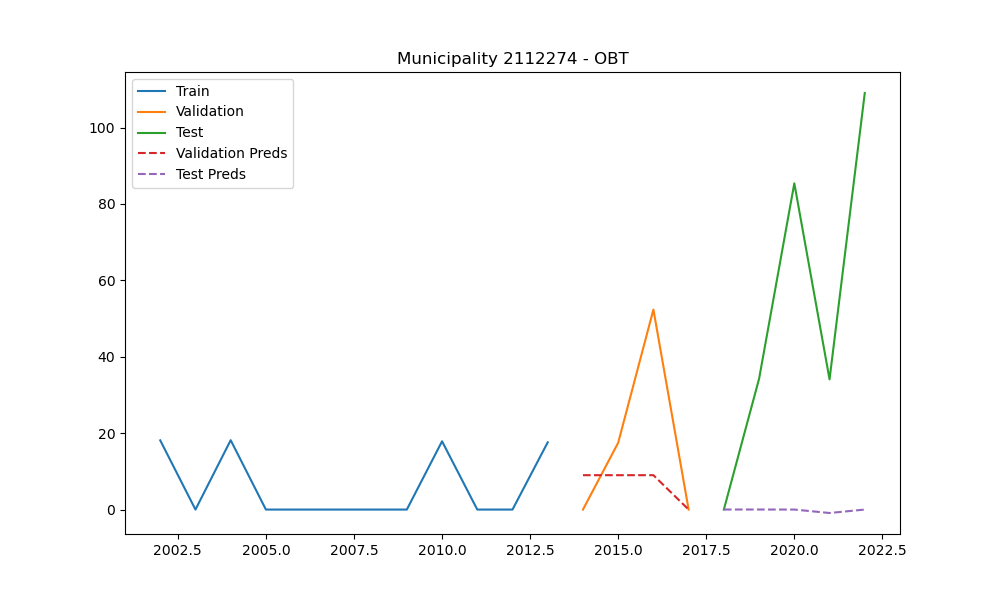 Municipality 2112274 - OBT
Train
Validation
Test
Validation Preds
Test Preds
100
80
60
40
20
0
2002.5 2005.0 2007.5 2010.0 2012.5 2015.0 2017.5 2020.0 2022.5